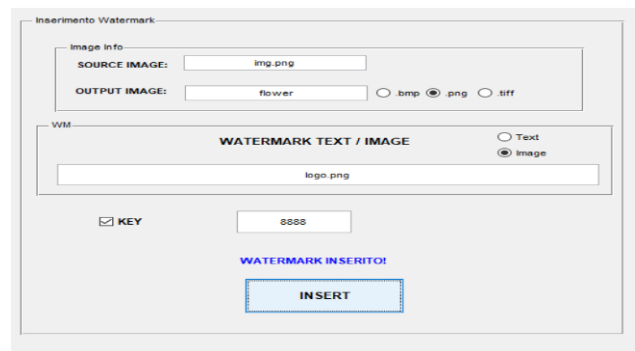 Inserimento Watermark
Image Info
SOURCE IMAGE: img.png
OUTPUT IMAGE: flower .bmp .png .tiff
WM
WATERMARK TEXT / IMAGE
Text
Image
logo.png
KEY 8888
WATERMARK INSERITO!
INSERT